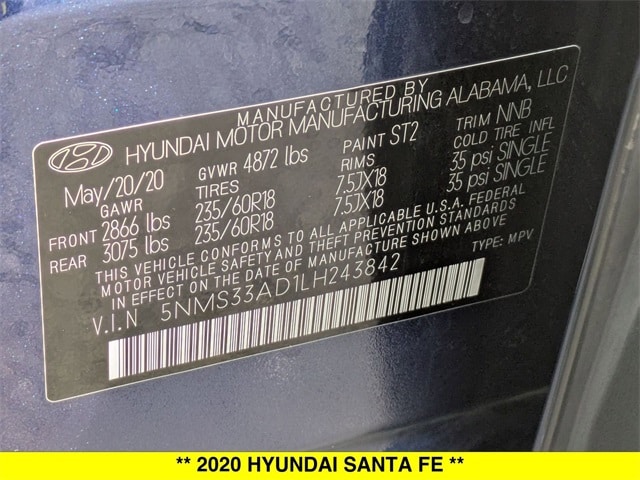 MANUFACTURED BY
HYUNDAI MOTOR MANUFACTURING ALABAMA, LLC
May/20/20 GVWR 4872 lbs PAINT ST2 TRIM NNB
GAWR TIRES RIMS COLD TIRE INFL
FRONT 2866 lbs 235/60R18 7.5JX18 35 psi SINGLE
REAR 3075 lbs 235/60R18 7.5JX18 35 psi SINGLE
THIS VEHICLE CONFORMS TO ALL APPLICABLE U.S.A. FEDERAL
MOTOR VEHICLE SAFETY AND THEFT PREVENTION STANDARDS
IN EFFECT ON THE DATE OF MANUFACTURE SHOWN ABOVE
V.I.N 5NMS33AD1LH243842 TYPE: MPV
** 2020 HYUNDAI SANTA FE **